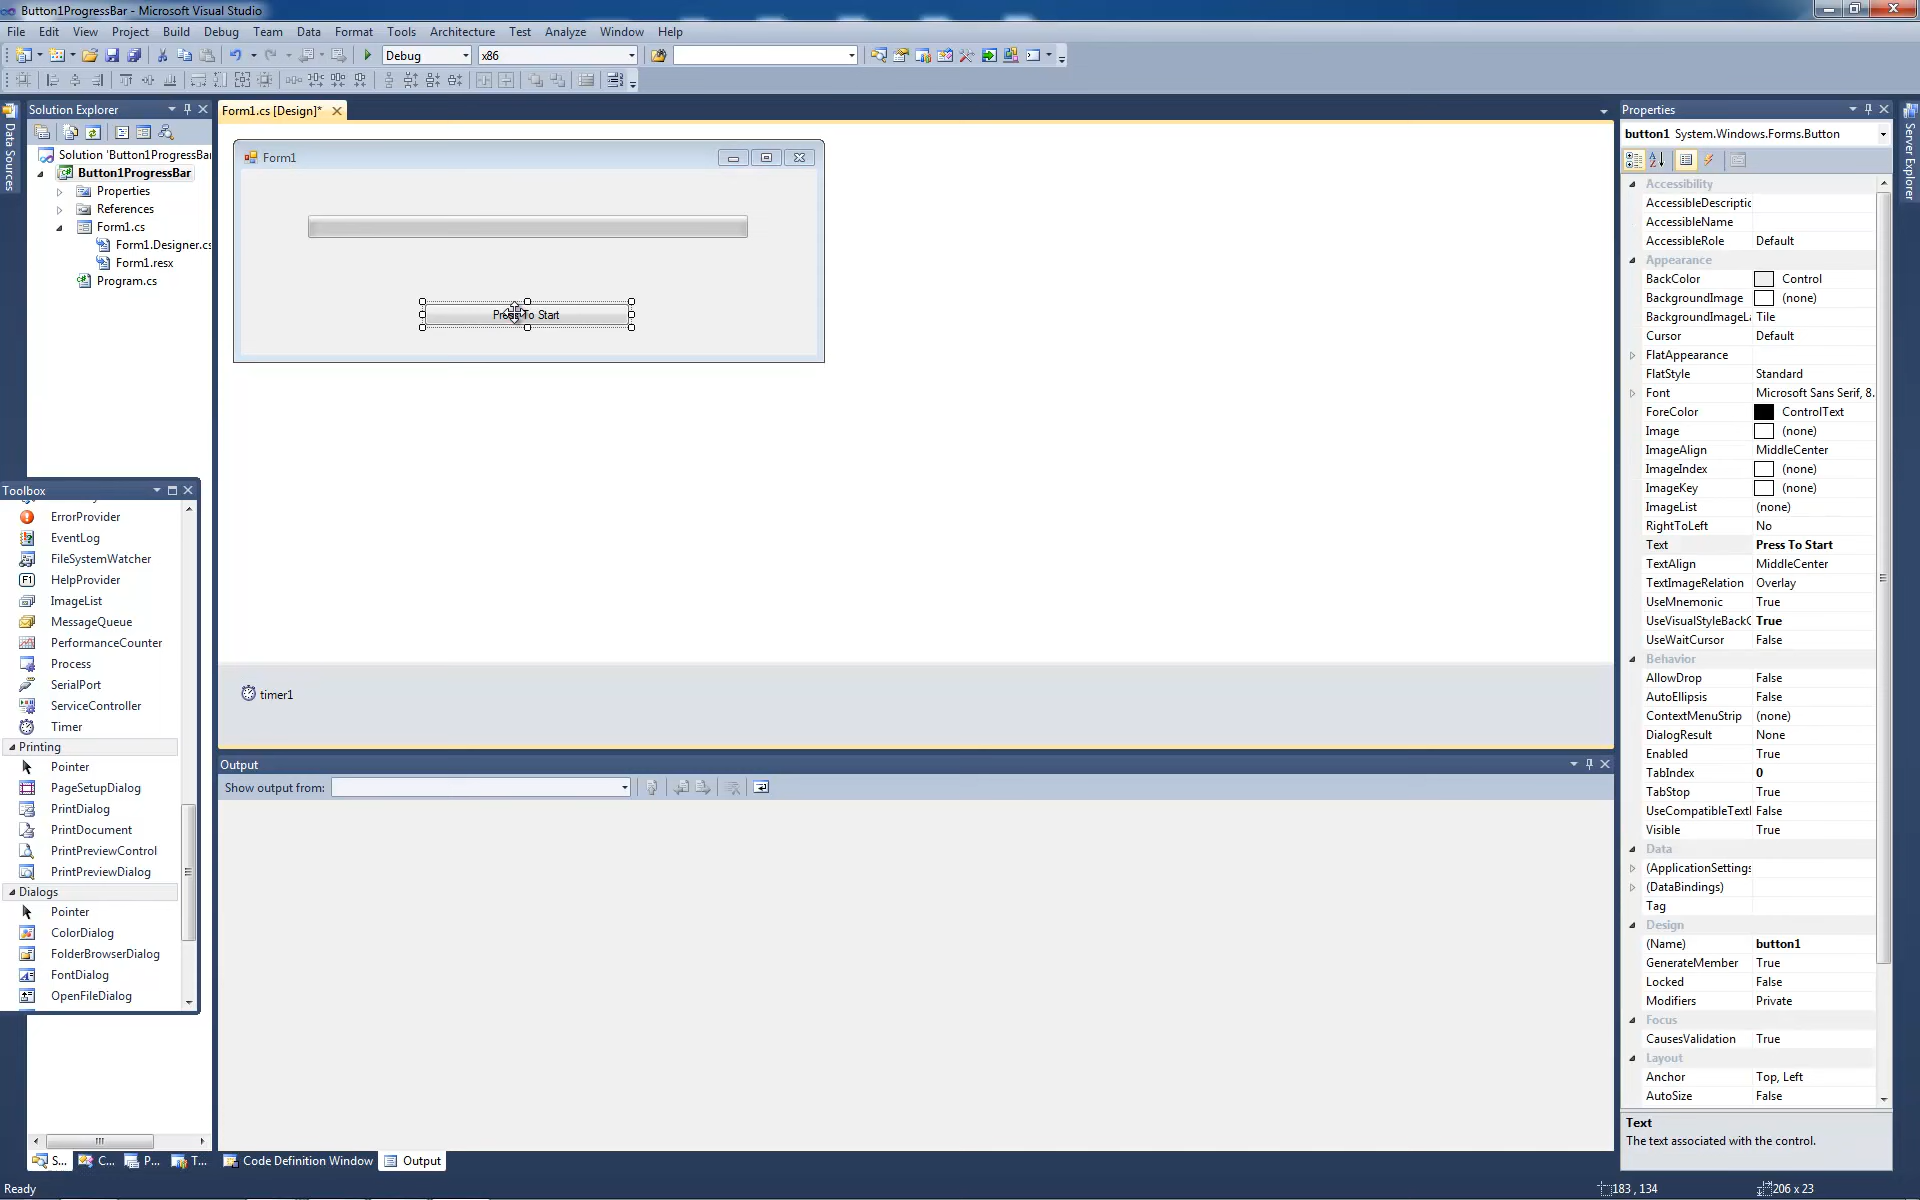 Button1ProgressBar - Microsoft Visual Studio
File Edit View Project Build Debug Team Data Format Tools Architecture Test Analyze Window Help
Debug x86
Data Sources
Solution Explorer
Solution 'Button1ProgressBar
Button1ProgressBar
Properties
References
Form1.cs
Form1.Designer.cs
Form1.resx
Program.cs
Toolbox
ErrorProvider
EventLog
FileSystemWatcher
HelpProvider
ImageList
MessageQueue
PerformanceCounter
Process
SerialPort
ServiceController
Timer
Printing
Pointer
PageSetupDialog
PrintDialog
PrintDocument
PrintPreviewControl
PrintPreviewDialog
Dialogs
Pointer
ColorDialog
FolderBrowserDialog
FontDialog
OpenFileDialog
S... C... P... T...
Form1.cs [Design]*
Form1
Press To Start
timer1
Output
Show output from:
Code Definition Window Output
Properties
Server Explorer
button1 System.Windows.Forms.Button
Accessibility
AccessibleDescriptic
AccessibleName
AccessibleRole Default
Appearance
BackColor Control
BackgroundImage (none)
BackgroundImageLa Tile
Cursor Default
FlatAppearance
FlatStyle Standard
Font Microsoft Sans Serif, 8.
ForeColor ControlText
Image (none)
ImageAlign MiddleCenter
ImageIndex (none)
ImageKey (none)
ImageList (none)
RightToLeft No
Text Press To Start
TextAlign MiddleCenter
TextImageRelation Overlay
UseMnemonic True
UseVisualStyleBackC True
UseWaitCursor False
Behavior
AllowDrop False
AutoEllipsis False
ContextMenuStrip (none)
DialogResult None
Enabled True
TabIndex 0
TabStop True
UseCompatibleTextI False
Visible True
Data
(ApplicationSettings
(DataBindings)
Tag
Design
(Name) button1
GenerateMember True
Locked False
Modifiers Private
Focus
CausesValidation True
Layout
Anchor Top, Left
AutoSize False
Text
The text associated with the control.
Ready 183 , 134 206 x 23